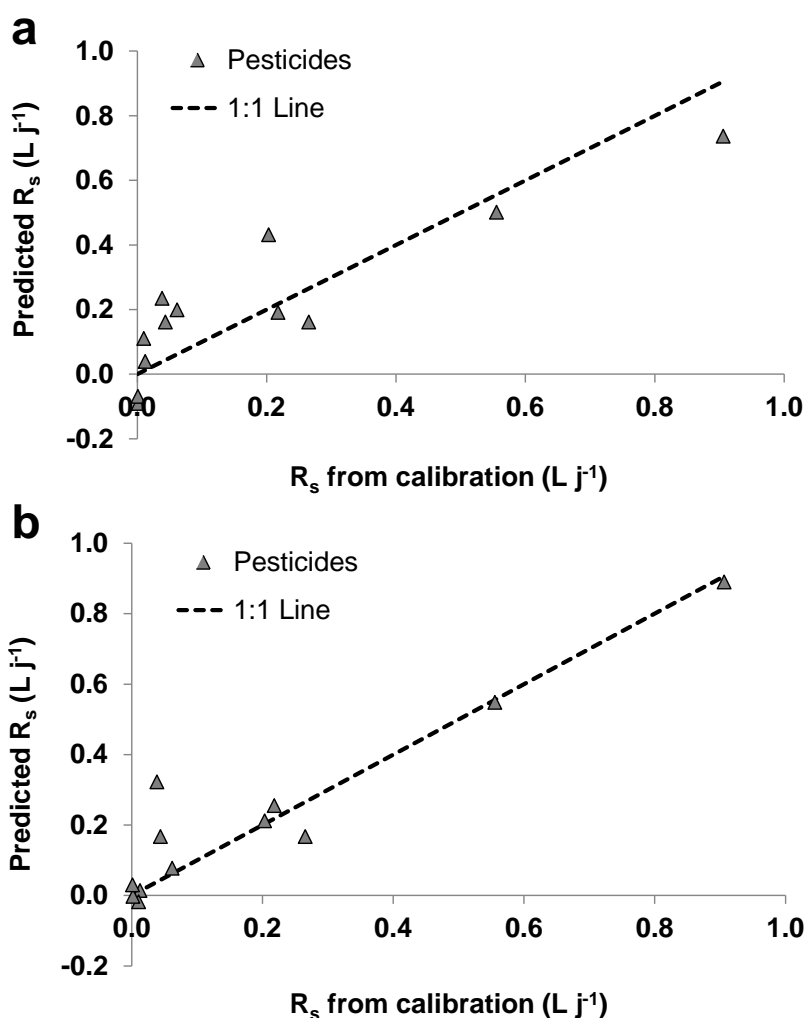 a
Pesticides
1:1 Line
1.0
0.8
0.6
0.4
0.2
0.0
-0.2
Predicted Rs (L j-1)
0.0 0.2 0.4 0.6 0.8 1.0
Rs from calibration (L j-1)
b
Pesticides
1:1 Line
1.0
0.8
0.6
0.4
0.2
0.0
-0.2
Predicted Rs (L j-1)
0.0 0.2 0.4 0.6 0.8 1.0
Rs from calibration (L j-1)